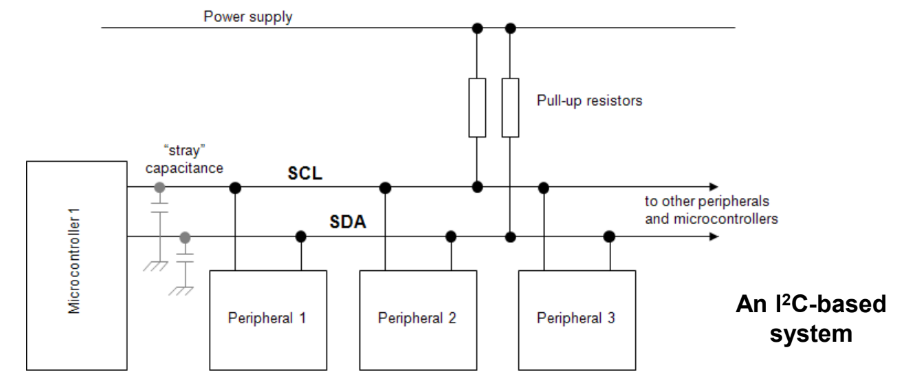 Power supply
Pull-up resistors
"stray"
capacitance
SCL
to other peripherals
and microcontrollers
SDA
Microcontroller 1
Peripheral 1
Peripheral 2
Peripheral 3
An I²C-based
system